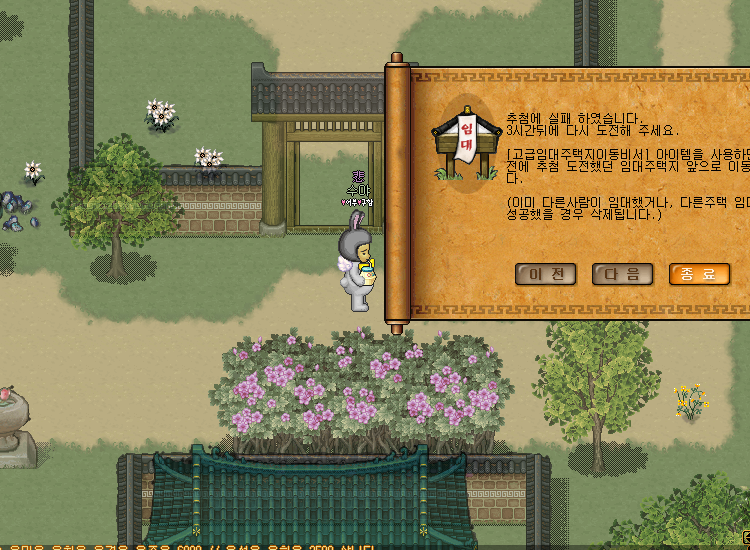 추첨에 실패 하였습니다.
3시간뒤에 다시 도전해 주세요.
[고급임대주택지이동비서] 아이템을 사용하면
전에 추첨 도전했던 임대주택지 앞으로 이동
다.
(이미 다른사람이 임대했거나, 다른주택 임대
성공했을 경우 삭제됩니다.)
임대
이전
다음
종료
수먀